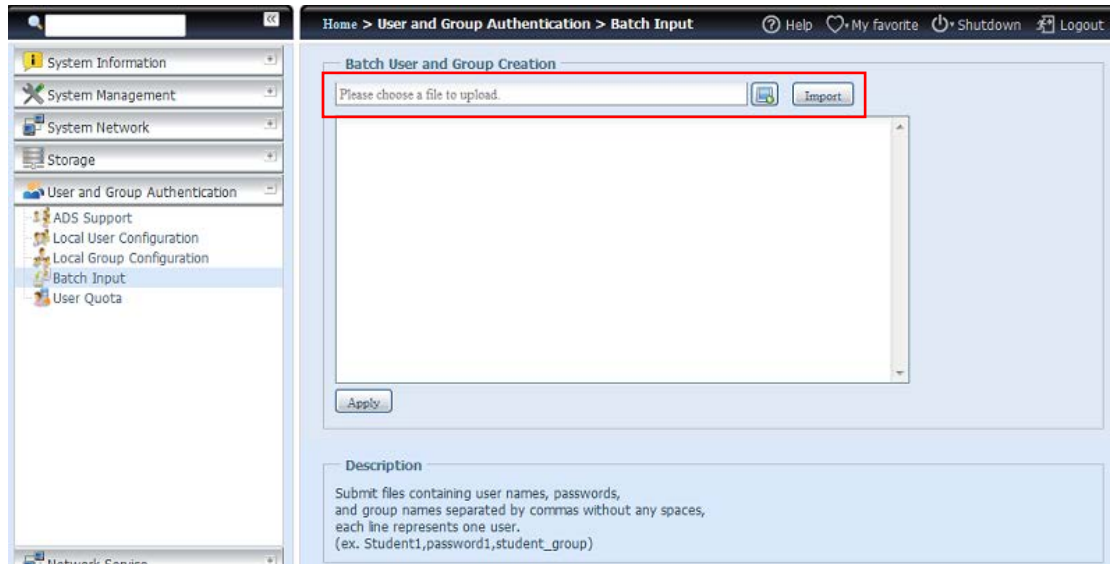 Home > User and Group Authentication > Batch Input
Help
My favorite
Shutdown
Logout
System Information
System Management
System Network
Storage
User and Group Authentication
ADS Support
Local User Configuration
Local Group Configuration
Batch Input
User Quota
Network Service
Batch User and Group Creation
Please choose a file to upload.
Import
Apply
Description
Submit files containing user names, passwords,
and group names separated by commas without any spaces,
each line represents one user.
(ex. Student1,password1,student_group)